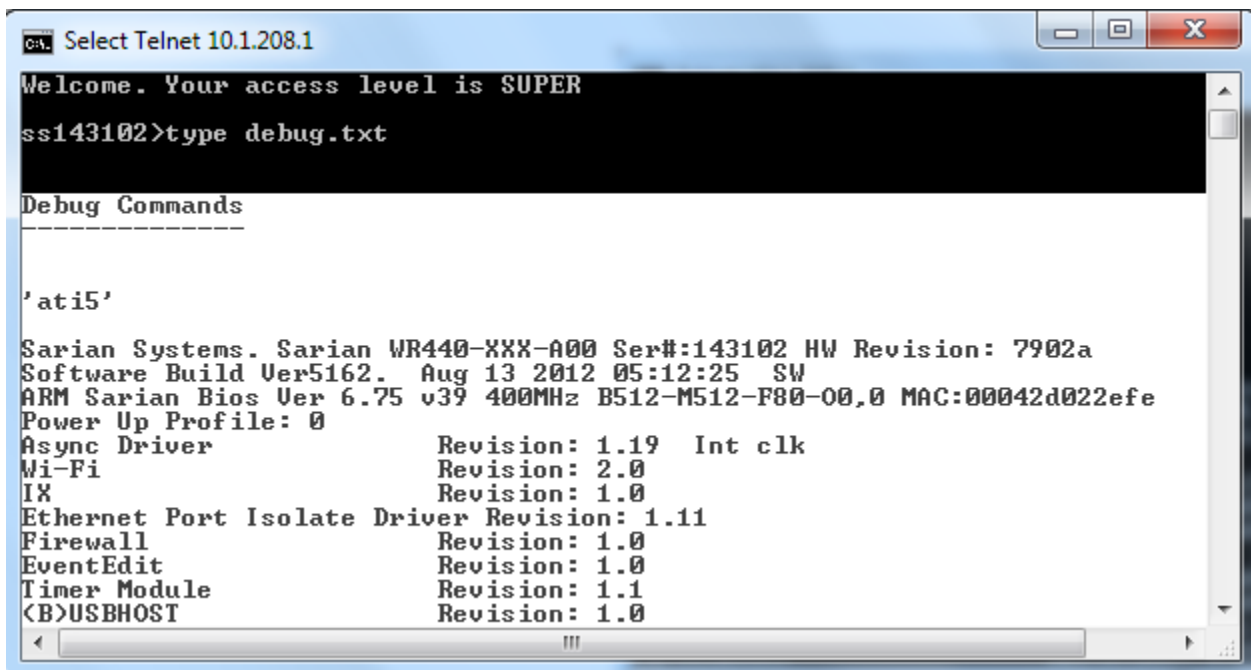 Select Telnet 10.1.208.1
Welcome. Your access level is SUPER
ss143102>type debug.txt
Debug Commands
--------------
'ati5'
Sarian Systems. Sarian WR440-XXX-A00 Ser#:143102 HW Revision: 7902a
Software Build Ver5162.  Aug 13 2012 05:12:25  SW
ARM Sarian Bios Ver 6.75 v39 400MHz B512-M512-F80-O0,0 MAC:00042d022efe
Power Up Profile: 0
Async Driver              Revision: 1.19  Int clk
Wi-Fi                     Revision: 2.0
IX                        Revision: 1.0
Ethernet Port Isolate Driver Revision: 1.11
Firewall                  Revision: 1.0
EventEdit                 Revision: 1.0
Timer Module              Revision: 1.1
(B)USBHOST                Revision: 1.0